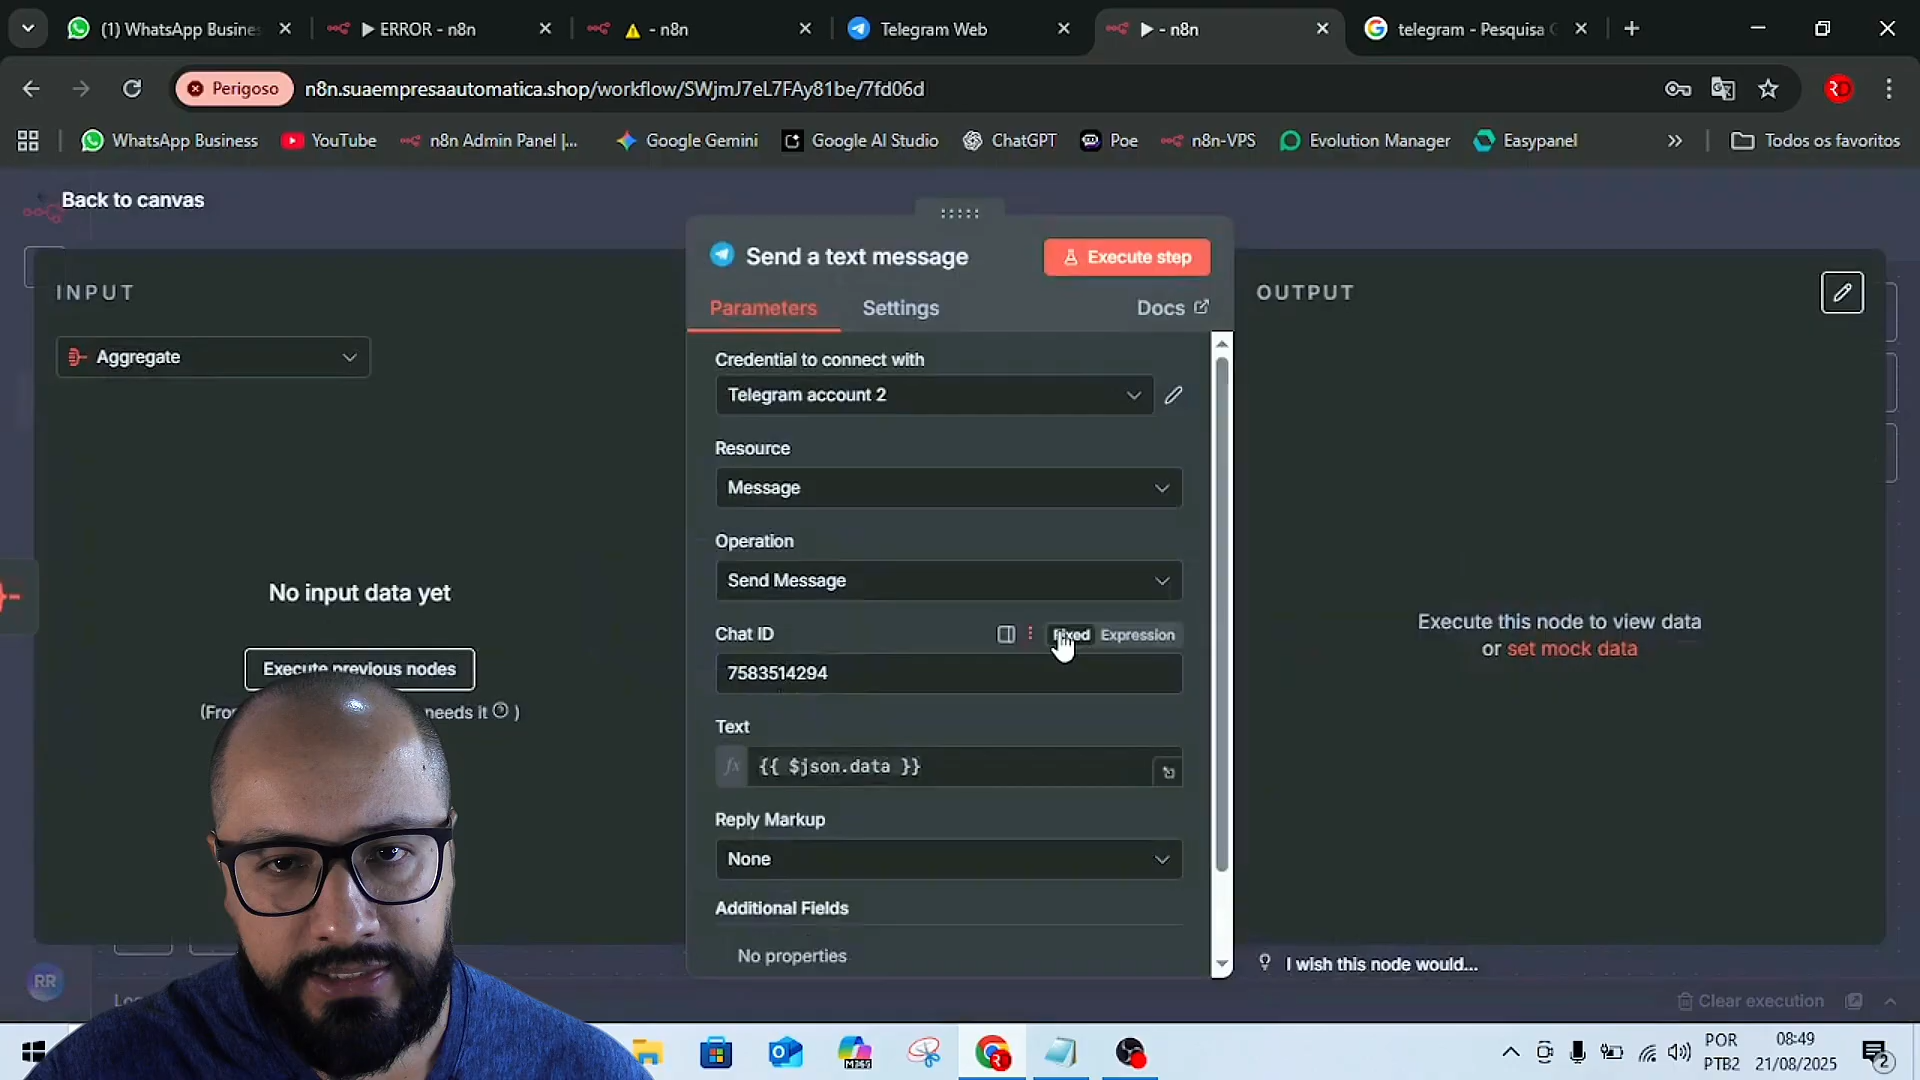 (1) WhatsApp Busine
ERROR - n8n
- n8n
Telegram Web
- n8n
telegram - Pesquisa
Perigoso
n8n.suaempresaautomatica.shop/workflow/SWjmJ7eL7FAy81be/7fd06d
WhatsApp Business
YouTube
n8n Admin Panel |...
Google Gemini
Google AI Studio
ChatGPT
Poe
n8n-VPS
Evolution Manager
Easypanel
Todos os favoritos
Back to canvas
Send a text message
Execute step
INPUT
OUTPUT
Parameters
Settings
Docs
Aggregate
Credential to connect with
Telegram account 2
Resource
Message
Operation
Send Message
No input data yet
Execute this node to view data
or set mock data
Chat ID
Fixed
Expression
Execute previous nodes
7583514294
(Fro
needs it ? )
Text
fx
{{ $json.data }}
Reply Markup
None
Additional Fields
No properties
I wish this node would...
RR
Clear execution
POR
PTB2
08:49
21/08/2025
2